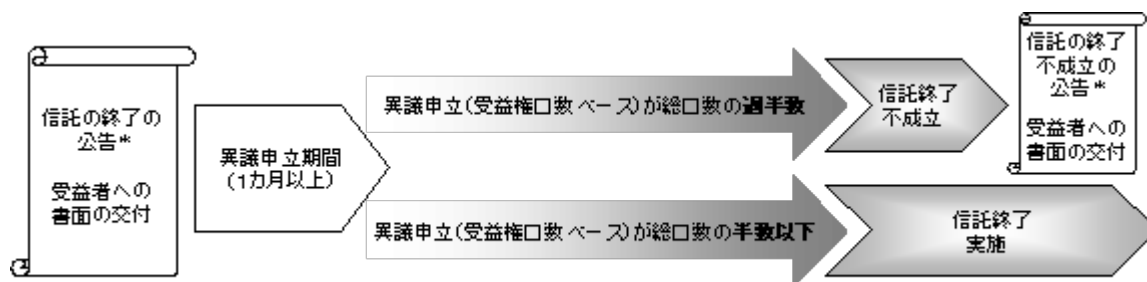 信託の終了の
公告*
受益者への
書面の交付
異議申立期間
(1カ月以上)
異議申立(受益権口数ベース)が総口数の過半数
信託終了
不成立
信託の終了
不成立の
公告*
受益者への
書面の交付
異議申立(受益権口数ベース)が総口数の半数以下
信託終了
実施